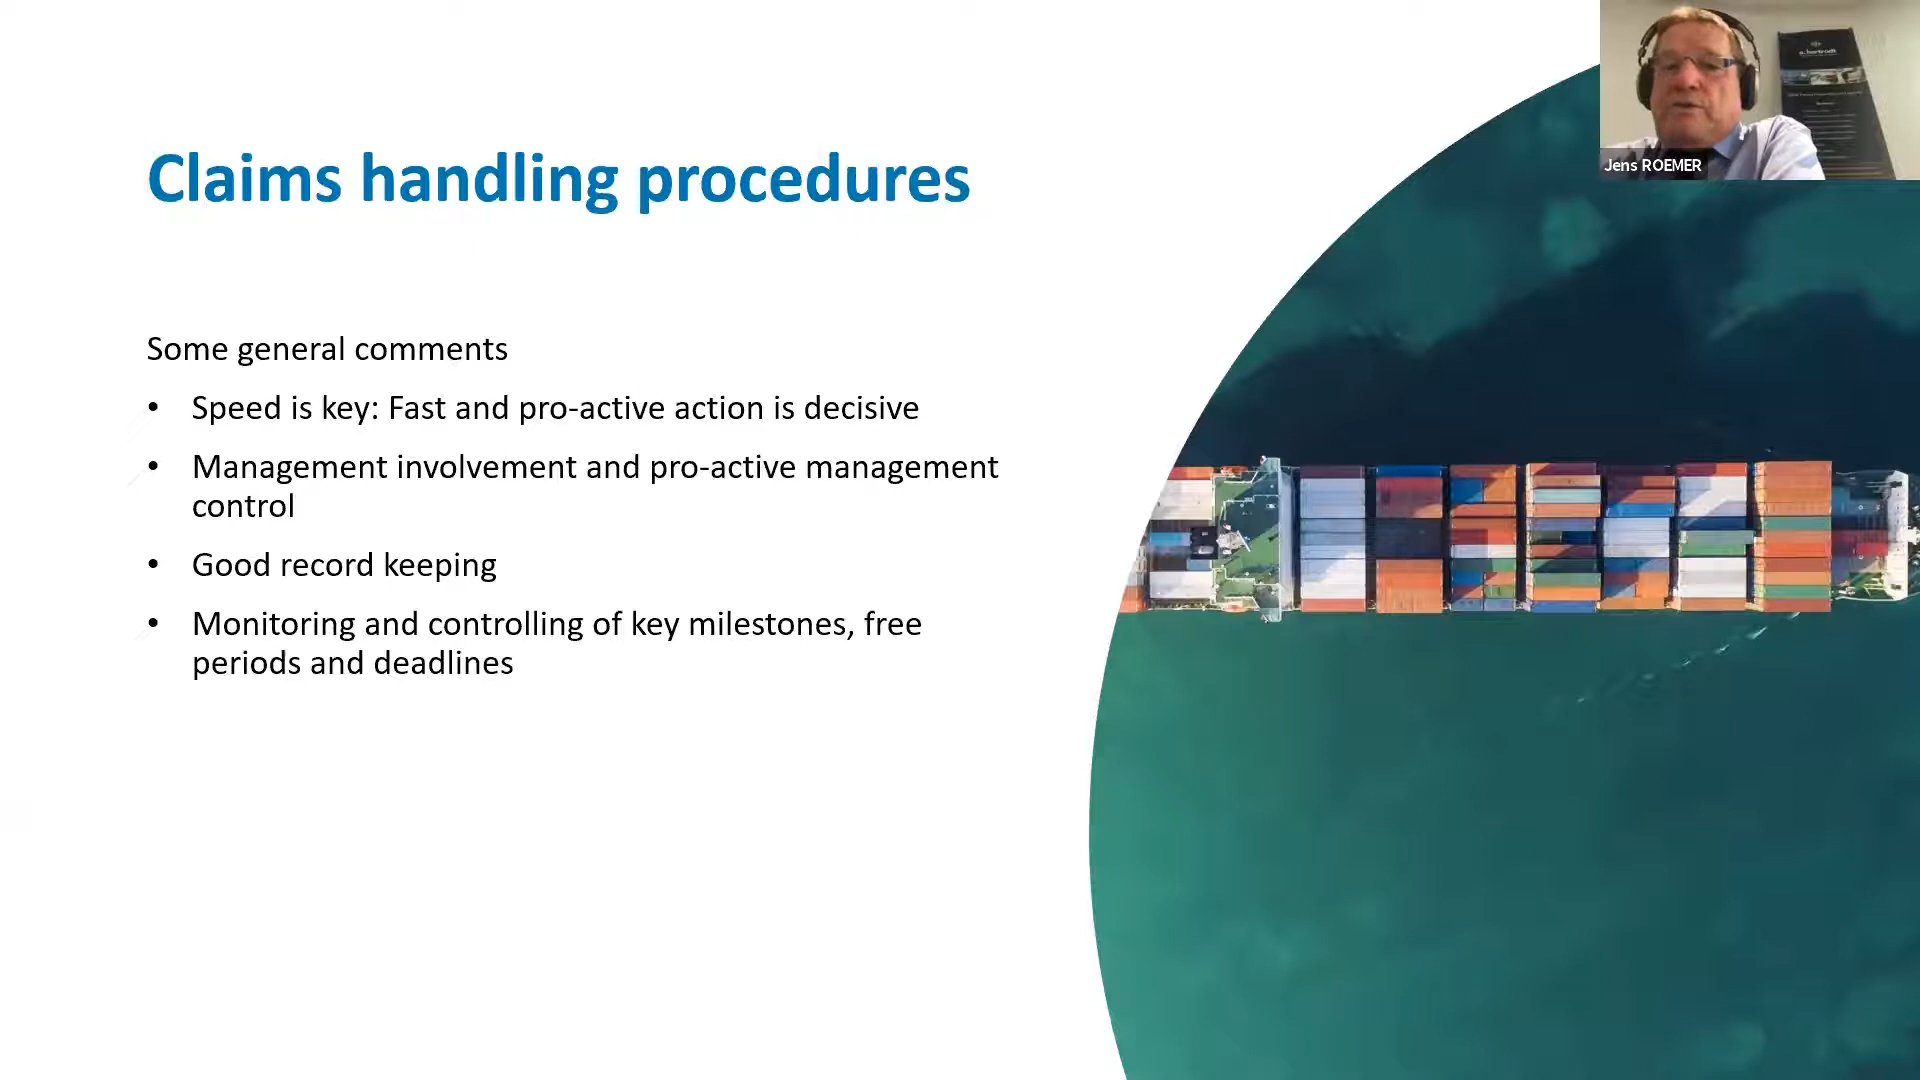 Claims handling procedures
Some general comments
• Speed is key: Fast and pro-active action is decisive
• Management involvement and pro-active management
control
• Good record keeping
• Monitoring and controlling of key milestones, free
periods and deadlines
Jens ROEMER